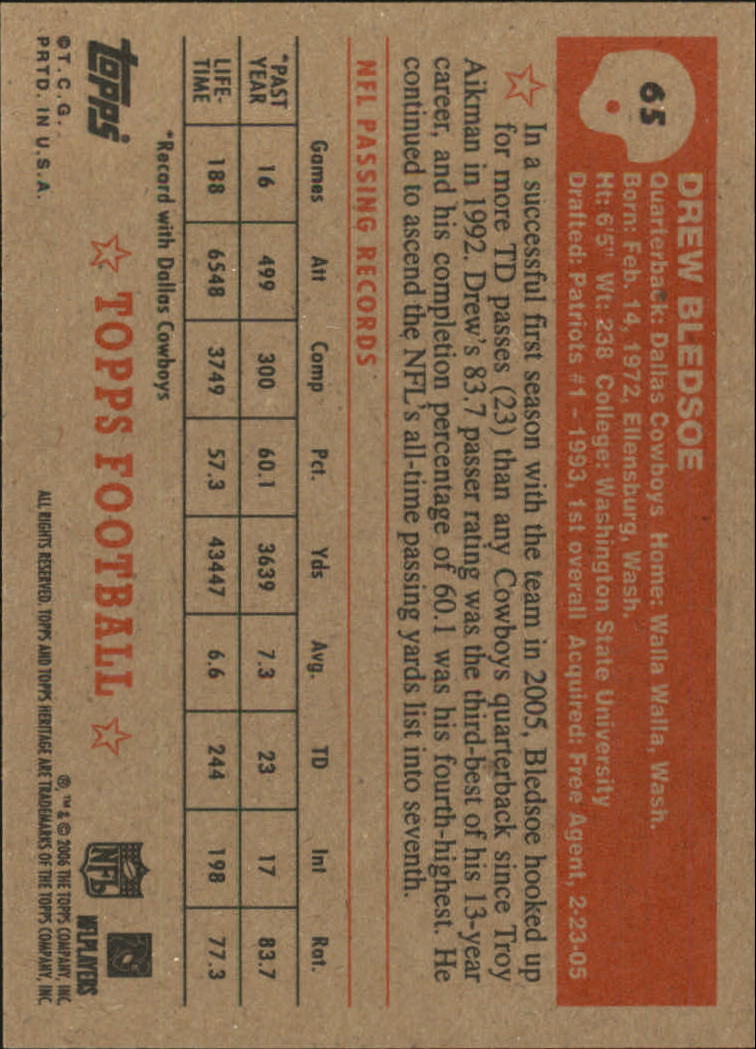 65
DREW BLEDSOE
Quarterback: Dallas Cowboys Home: Walla Walla, Wash.
Born: Feb. 14, 1972, Ellensburg, Wash.
Ht: 6'5" Wt: 238 College: Washington State University
Drafted: Patriots #1 - 1993, 1st overall Acquired: Free Agent, 2-23-05
In a successful first season with the team in 2005, Bledsoe hooked up
for more TD passes (23) than any Cowboys quarterback since Troy
Aikman in 1992. Drew's 83.7 passer rating was the third-best of his 13-year
career, and his completion percentage of 60.1 was his fourth-highest. He
continued to ascend the NFL's all-time passing yards list into seventh.
NFL PASSING RECORDS
Games Att Comp Pct. Yds Avg. TD Int Rat.
*PAST YEAR 16 499 300 60.1 3639 7.3 23 17 83.7
LIFE-TIME 188 6548 3749 57.3 43447 6.6 244 198 77.3
*Record with Dallas Cowboys
topps
©T.C.G.
PRTD. IN U.S.A.
TOPPS FOOTBALL
NFL
NFLPLAYERS
®, ™ & © 2006 THE TOPPS COMPANY, INC.
ALL RIGHTS RESERVED. TOPPS AND TOPPS HERITAGE ARE TRADEMARKS OF THE TOPPS COMPANY, INC.